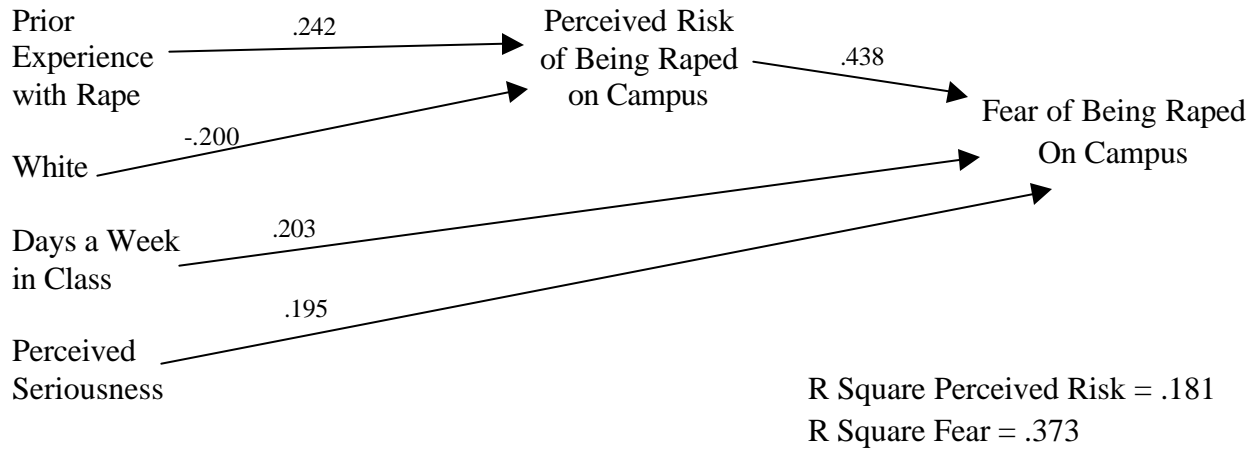 Prior
Experience
with Rape
.242
Perceived Risk
of Being Raped
on Campus
.438
Fear of Being Raped
On Campus
-.200
White
Days a Week
in Class
.203
.195
Perceived
Seriousness
R Square Perceived Risk = .181
R Square Fear = .373